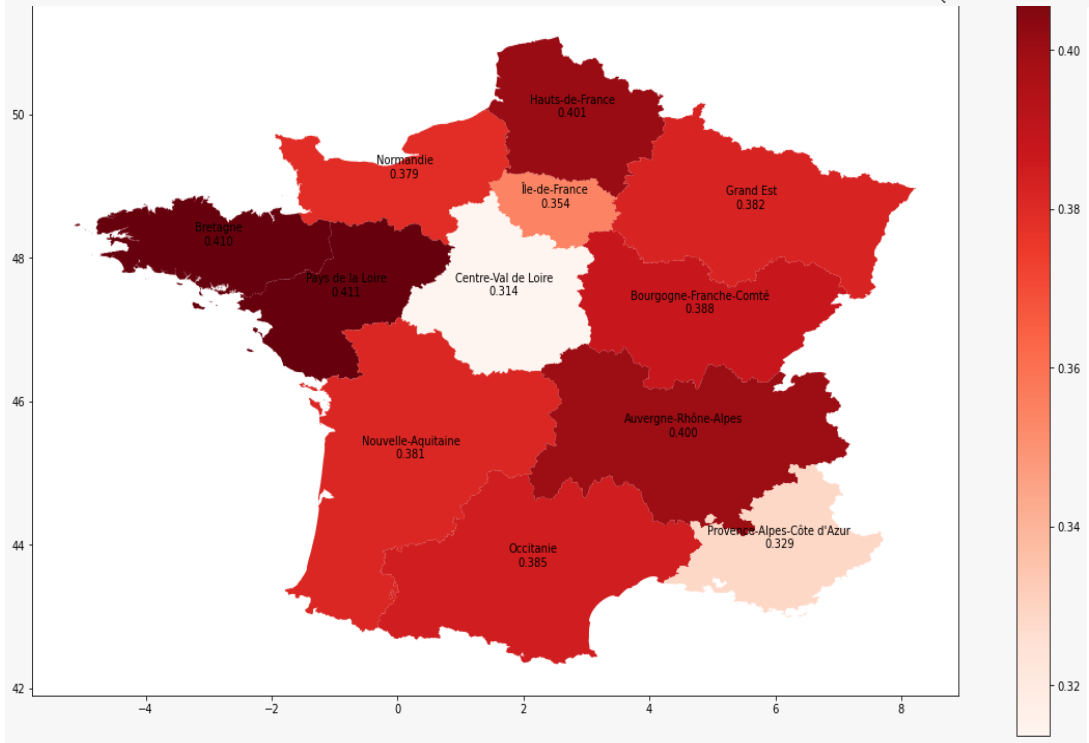 Hauts-de-France
0.401
Normandie
0.379
Île-de-France
0.354
Grand Est
0.382
Bretagne
0.410
Pays de la Loire
0.411
Centre-Val de Loire
0.314
Bourgogne-Franche-Comté
0.388
Auvergne-Rhône-Alpes
0.400
Nouvelle-Aquitaine
0.381
Provence-Alpes-Côte d'Azur
0.329
Occitanie
0.385
50
48
46
44
42
−4
−2
0
2
4
6
8
0.40
0.38
0.36
0.34
0.32